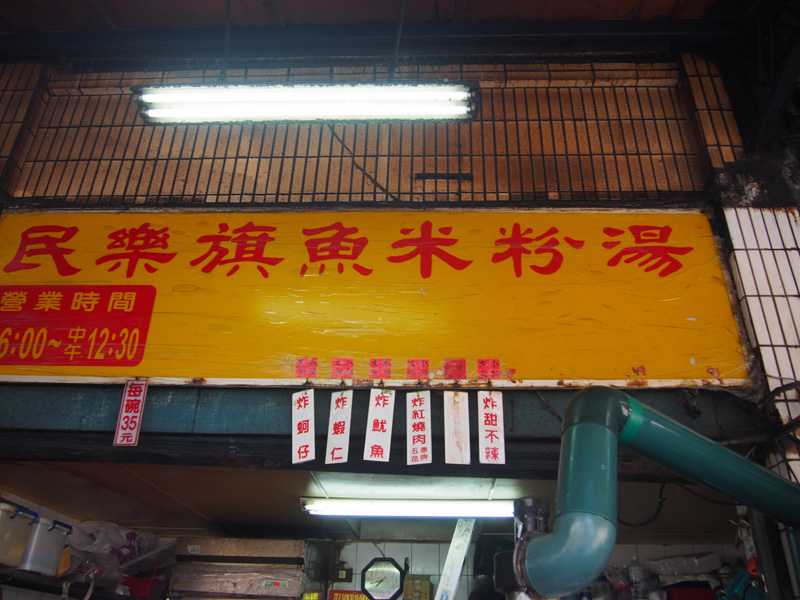 民樂旗魚米粉湯
營業時間
6:00~中午12:30
每碗
35元
炸蚵仔
炸蝦仁
炸魷魚
炸紅燒肉
五花
炸甜不辣